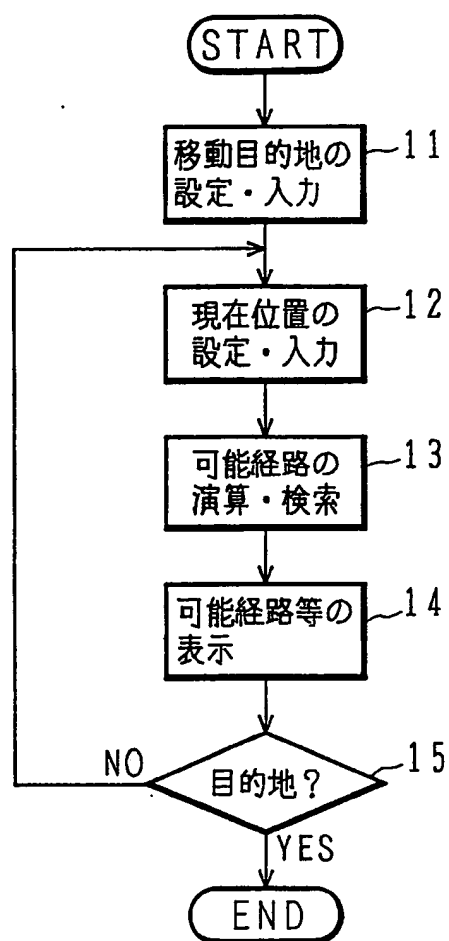 START
移動目的地の
設定・入力
11
現在位置の
設定・入力
12
可能経路の
演算・検索
13
可能経路等の
表示
14
目的地?
15
NO
YES
END